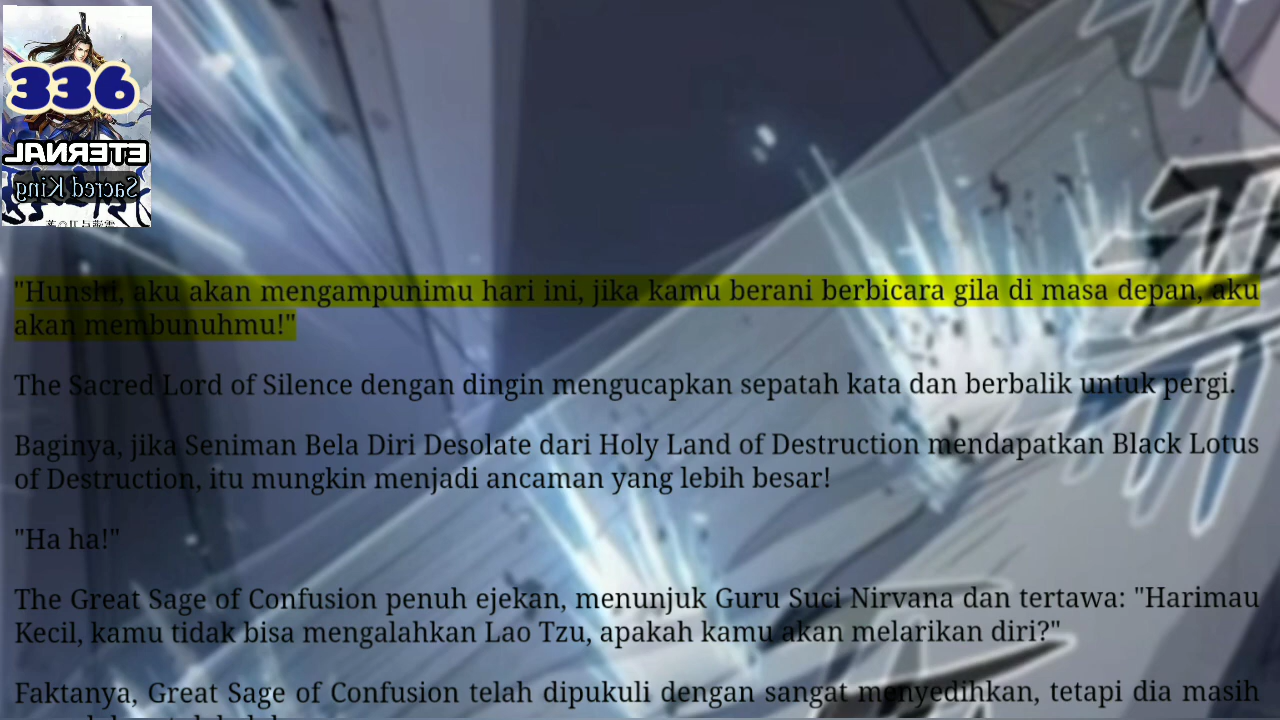 336
ETERNAL
Sacred King
"Hunshi, aku akan mengampunimu hari ini, jika kamu berani berbicara gila di masa depan, aku
akan membunuhmu!"
The Sacred Lord of Silence dengan dingin mengucapkan sepatah kata dan berbalik untuk pergi.
Baginya, jika Seniman Bela Diri Desolate dari Holy Land of Destruction mendapatkan Black Lotus
of Destruction, itu mungkin menjadi ancaman yang lebih besar!
"Ha ha!"
The Great Sage of Confusion penuh ejekan, menunjuk Guru Suci Nirvana dan tertawa: "Harimau
Kecil, kamu tidak bisa mengalahkan Lao Tzu, apakah kamu akan melarikan diri?"
Faktanya, Great Sage of Confusion telah dipukuli dengan sangat menyedihkan, tetapi dia masih